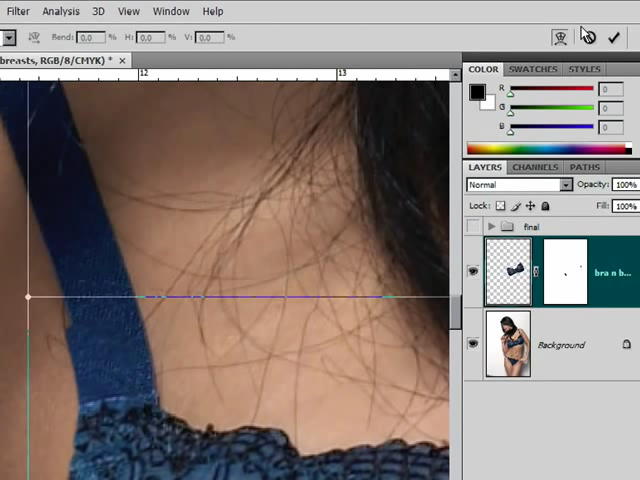 Filter Analysis 3D View Window Help
Bend: 0.0 % H: 0.0 % V: 0.0 %
breasts, RGB/8/CMYK) * ×
12 13
COLOR SWATCHES STYLES
R 0
G 0
B 0
LAYERS CHANNELS PATHS
Normal Opacity: 100%
Lock: Fill: 100%
final
bra n b...
Background